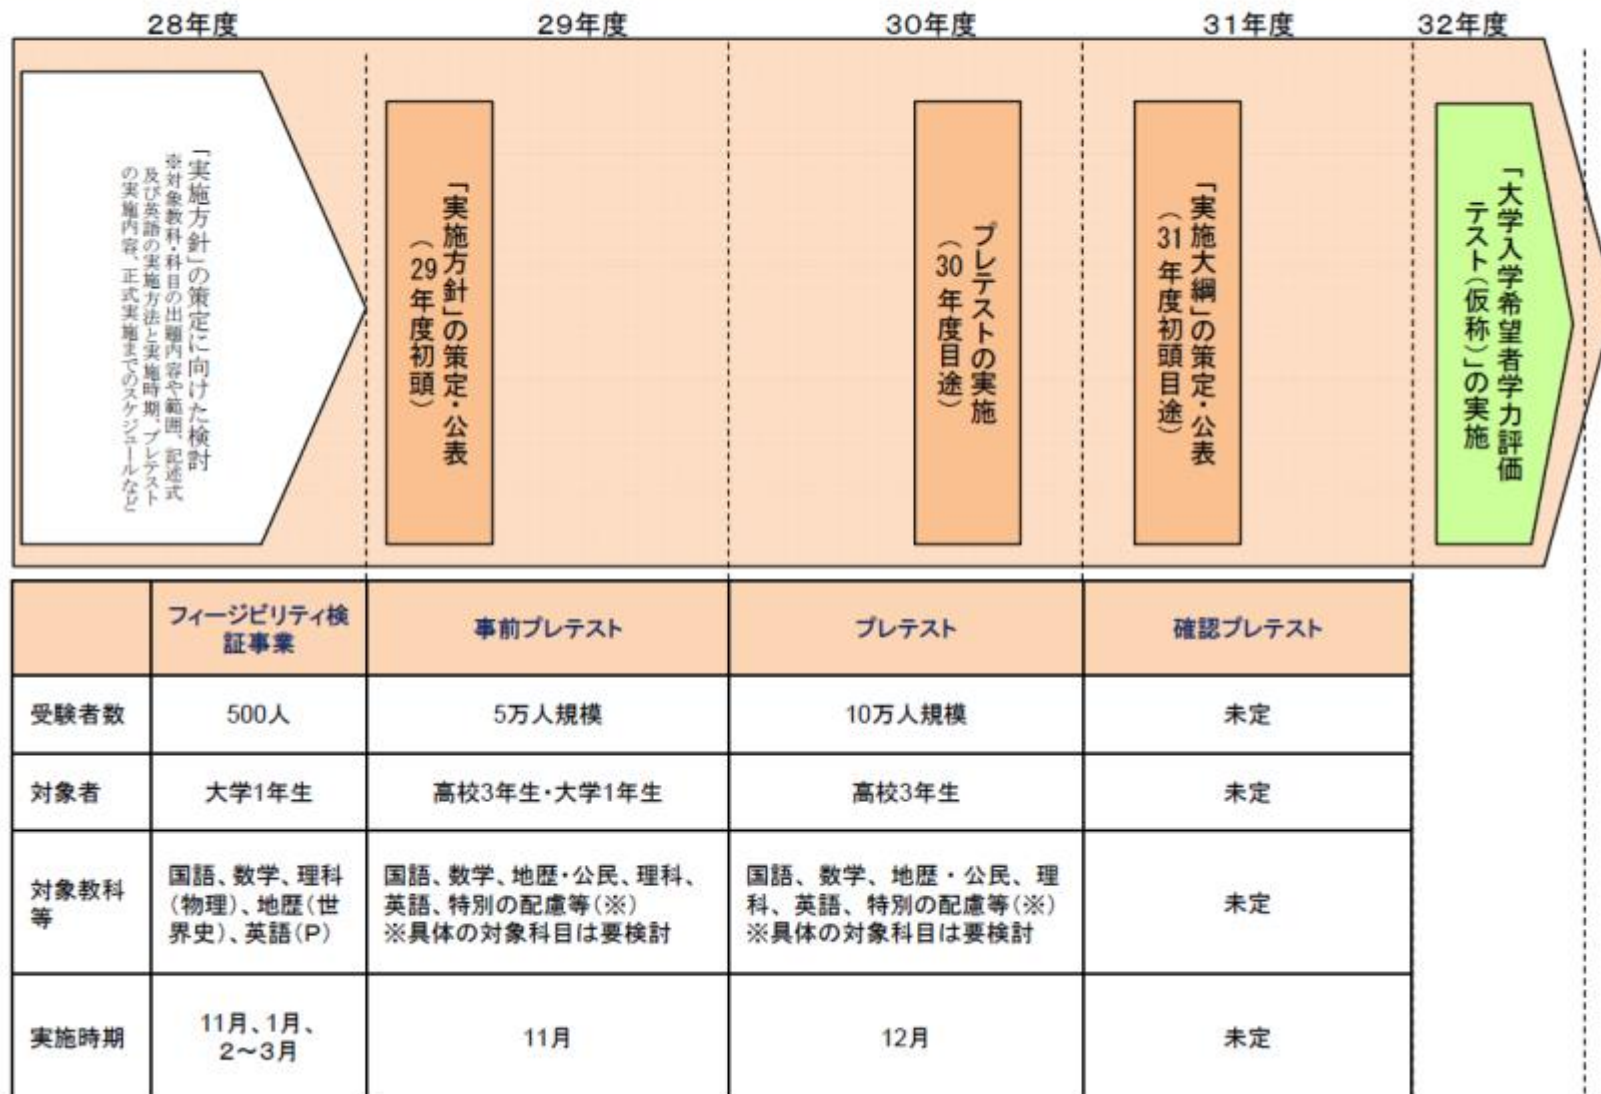 28年度
29年度
30年度
31年度
32年度
「実施方針」の策定に向けた検討
※対象教科・科目の出題内容や範囲、記述式
及び英語の実施方法と実施時期、プレテスト
の実施内容、正式実施までのスケジュールなど
「実施方針」の策定・公表
(29年度初頭)
プレテストの実施
(30年度目途)
「実施大綱」の策定・公表
(31年度初頭目途)
「大学入学希望者学力評価
テスト(仮称)」の実施
フィージビリティ検
証事業
事前プレテスト
プレテスト
確認プレテスト
受験者数
500人
5万人規模
10万人規模
未定
対象者
大学1年生
高校3年生・大学1年生
高校3年生
未定
対象教科
等
国語、数学、理科
(物理)、地歴(世
界史)、英語(P)
国語、数学、地歴・公民、理科、
英語、特別の配慮等(※)
※具体の対象科目は要検討
国語、数学、地歴・公民、理
科、英語、特別の配慮等(※)
※具体の対象科目は要検討
未定
実施時期
11月、1月、
2～3月
11月
12月
未定